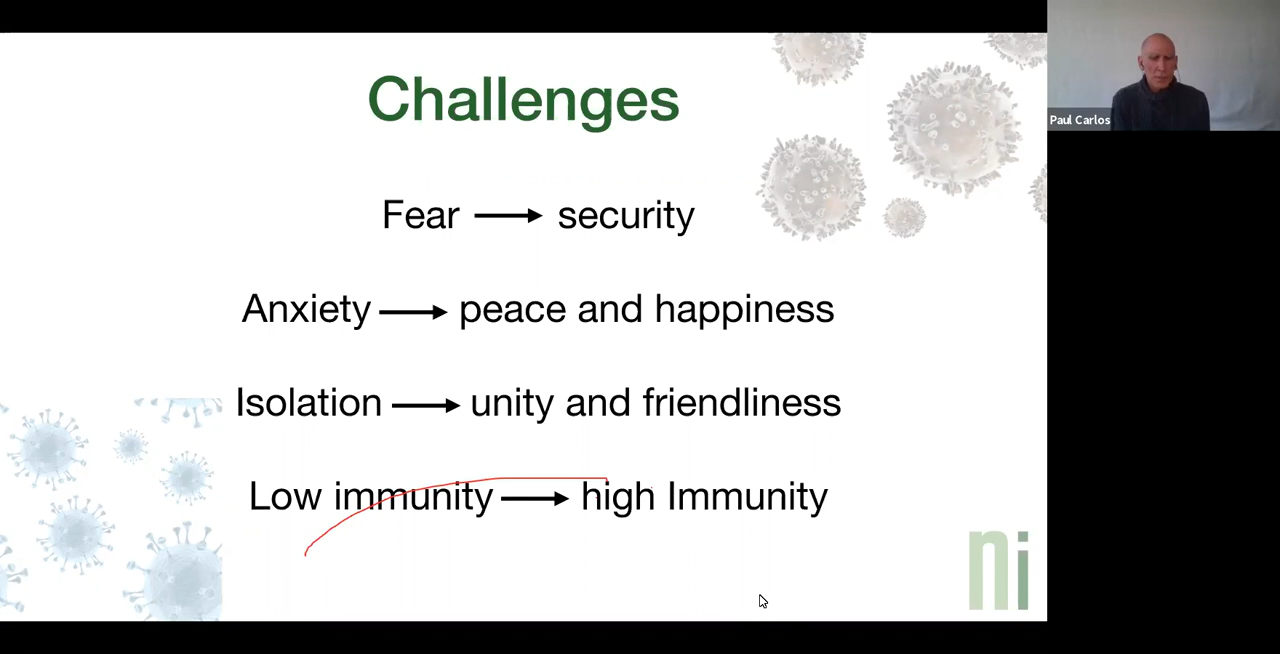 Challenges
Fear → security
Anxiety → peace and happiness
Isolation → unity and friendliness
Low immunity → high Immunity
ni
Paul Carlos